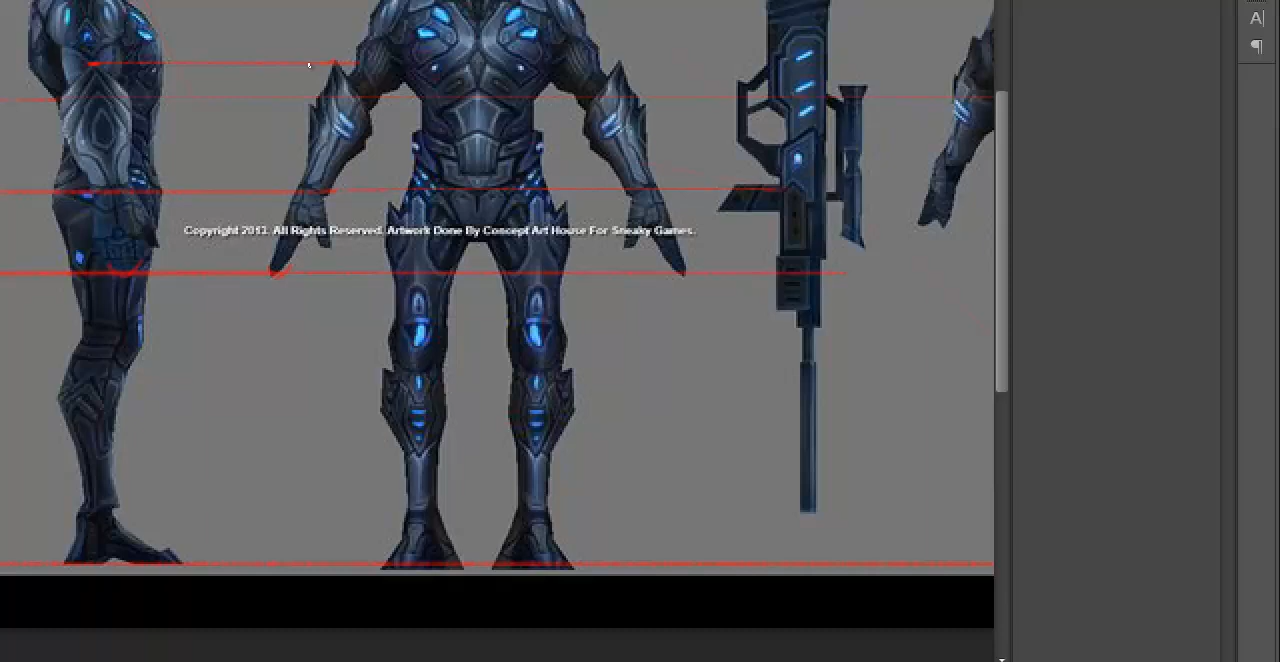 Copyright 2013. All Rights Reserved. Artwork Done By Concept Art House For Sneaky Games.
A
¶